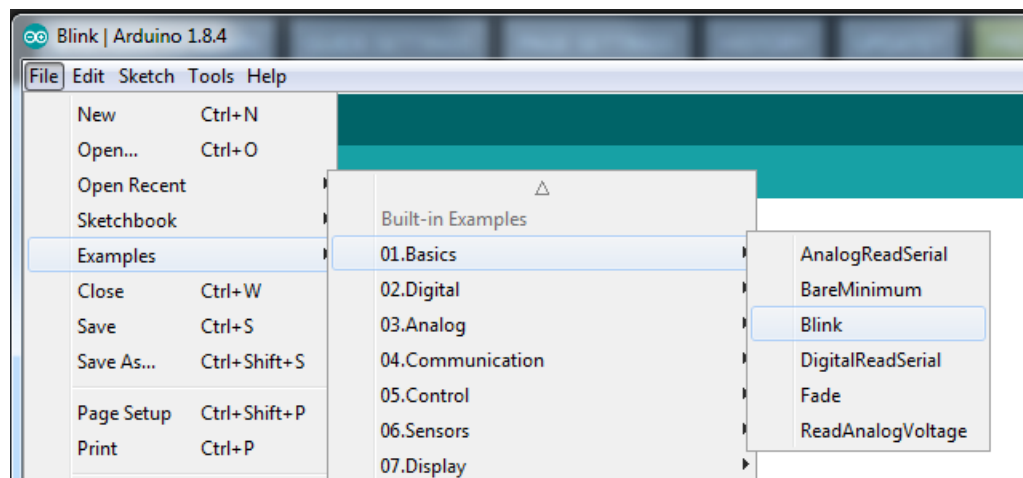 Blink | Arduino 1.8.4
File Edit Sketch Tools Help
New Ctrl+N
Open... Ctrl+O
Open Recent
Sketchbook
Examples
Close Ctrl+W
Save Ctrl+S
Save As... Ctrl+Shift+S
Page Setup Ctrl+Shift+P
Print Ctrl+P
Built-in Examples
01.Basics
02.Digital
03.Analog
04.Communication
05.Control
06.Sensors
07.Display
AnalogReadSerial
BareMinimum
Blink
DigitalReadSerial
Fade
ReadAnalogVoltage